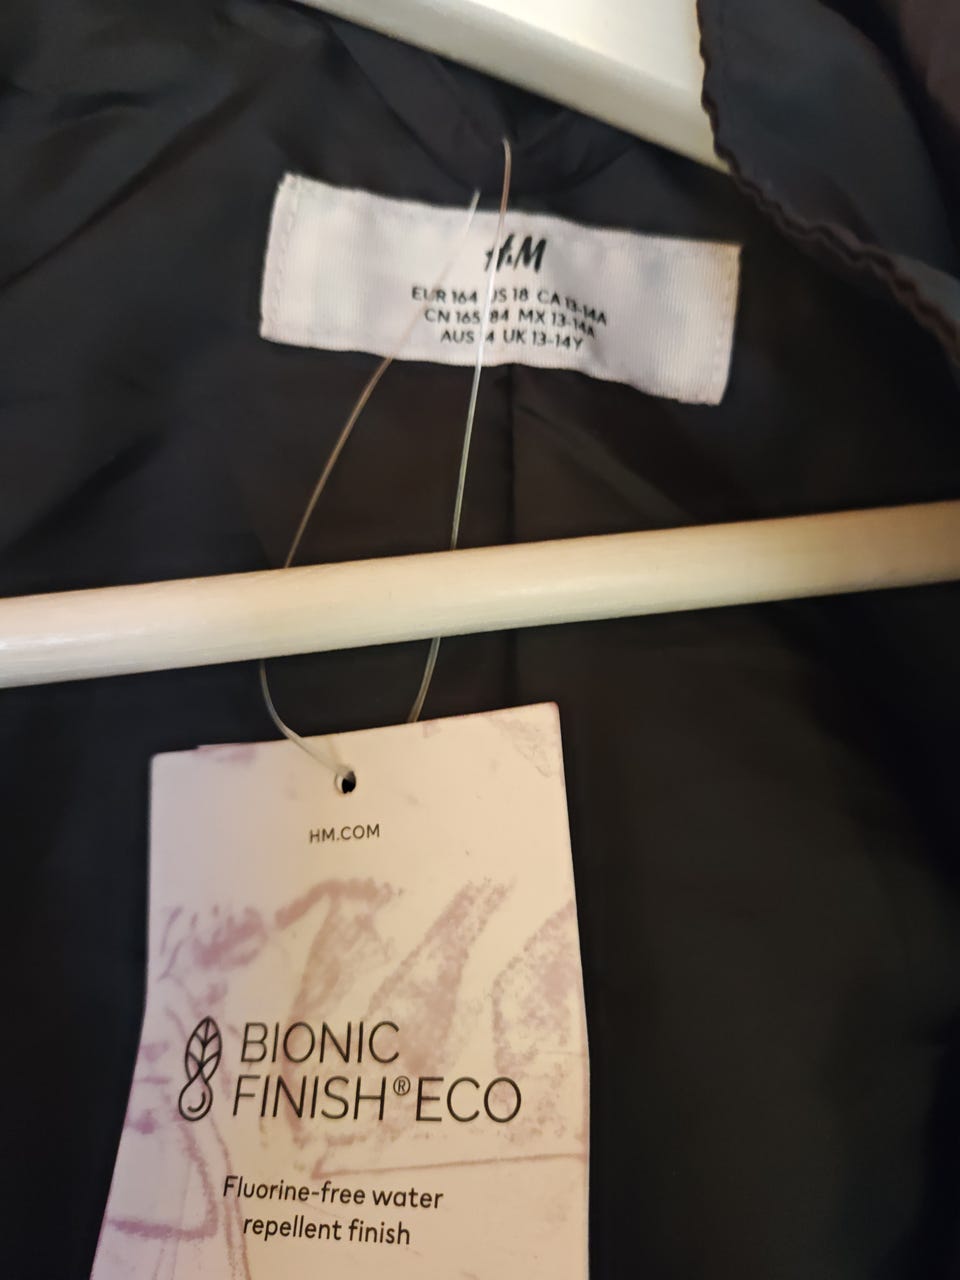 H&M
EUR 164 US 18 CA 13-14A
CN 165/84 MX 13-14A
AUS 14 UK 13-14Y
HM.COM
BIONIC
FINISH®ECO
Fluorine-free water
repellent finish